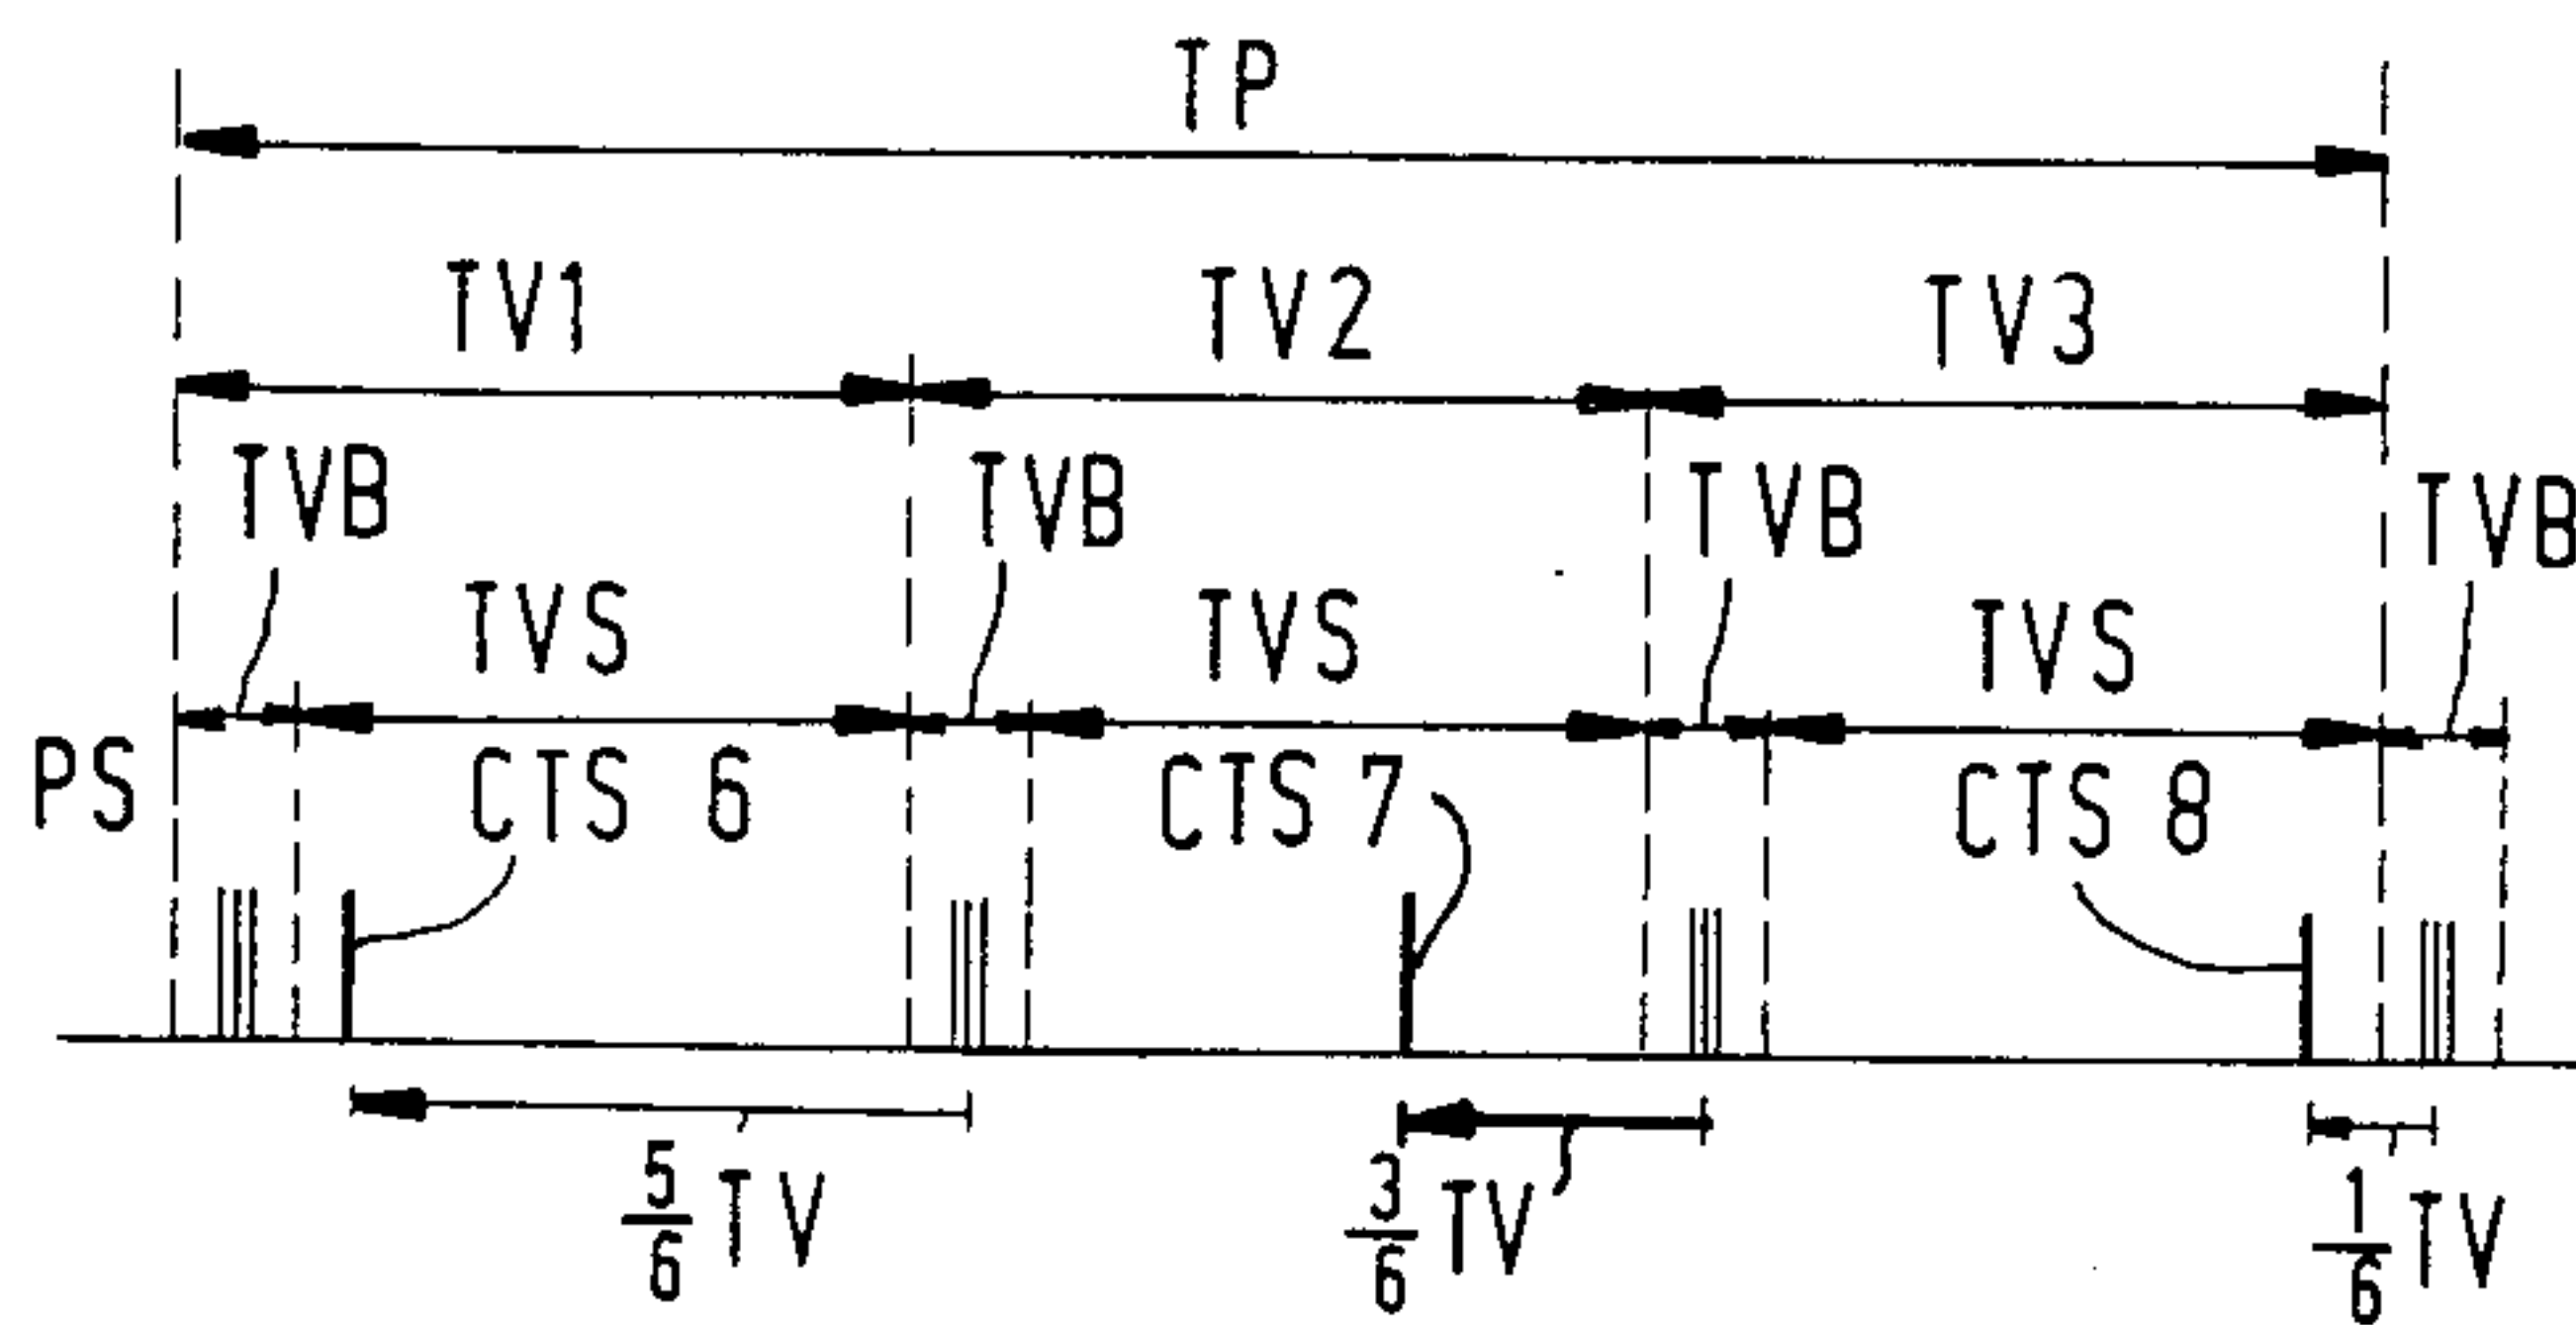 TP
TV1 TV2 TV3
TVB TVB TVB TVB
TVS TVS TVS
PS CTS 6 CTS 7 CTS 8
5/6 TV 3/6 TV 1/6 TV